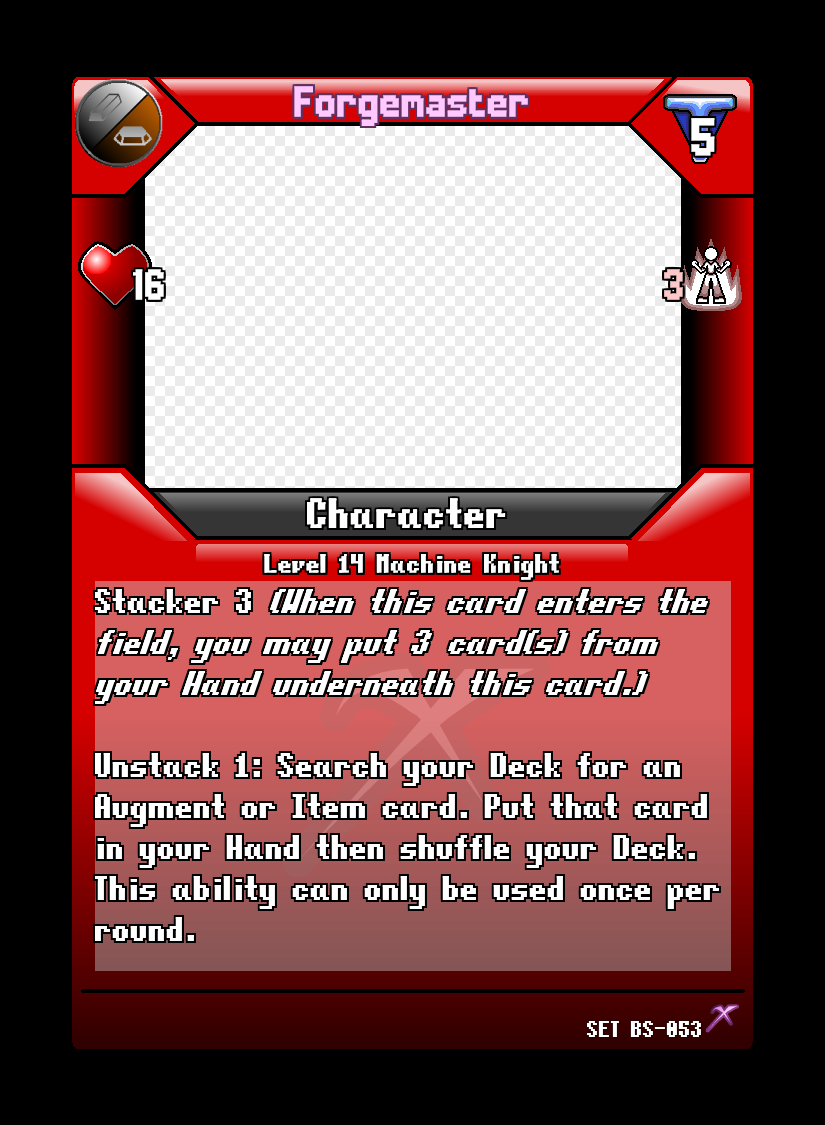 Forgemaster
5
16
3
Character
Level 14 Machine Knight
Stacker 3 (When this card enters the
field, you may put 3 card(s) from
your Hand underneath this card.)
Unstack 1: Search your Deck for an
Augment or Item card. Put that card
in your Hand then shuffle your Deck.
This ability can only be used once per
round.
SET BS-053